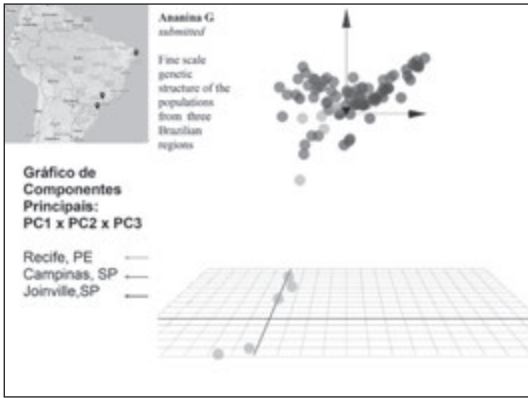 Ananina G
submitted
Fine scale
genetic
structure of the
populations
from three
Brazilian
regions
Gráfico de
Componentes
Principais:
PC1 x PC2 x PC3
Recife, PE
Campinas, SP
Joinville,SP